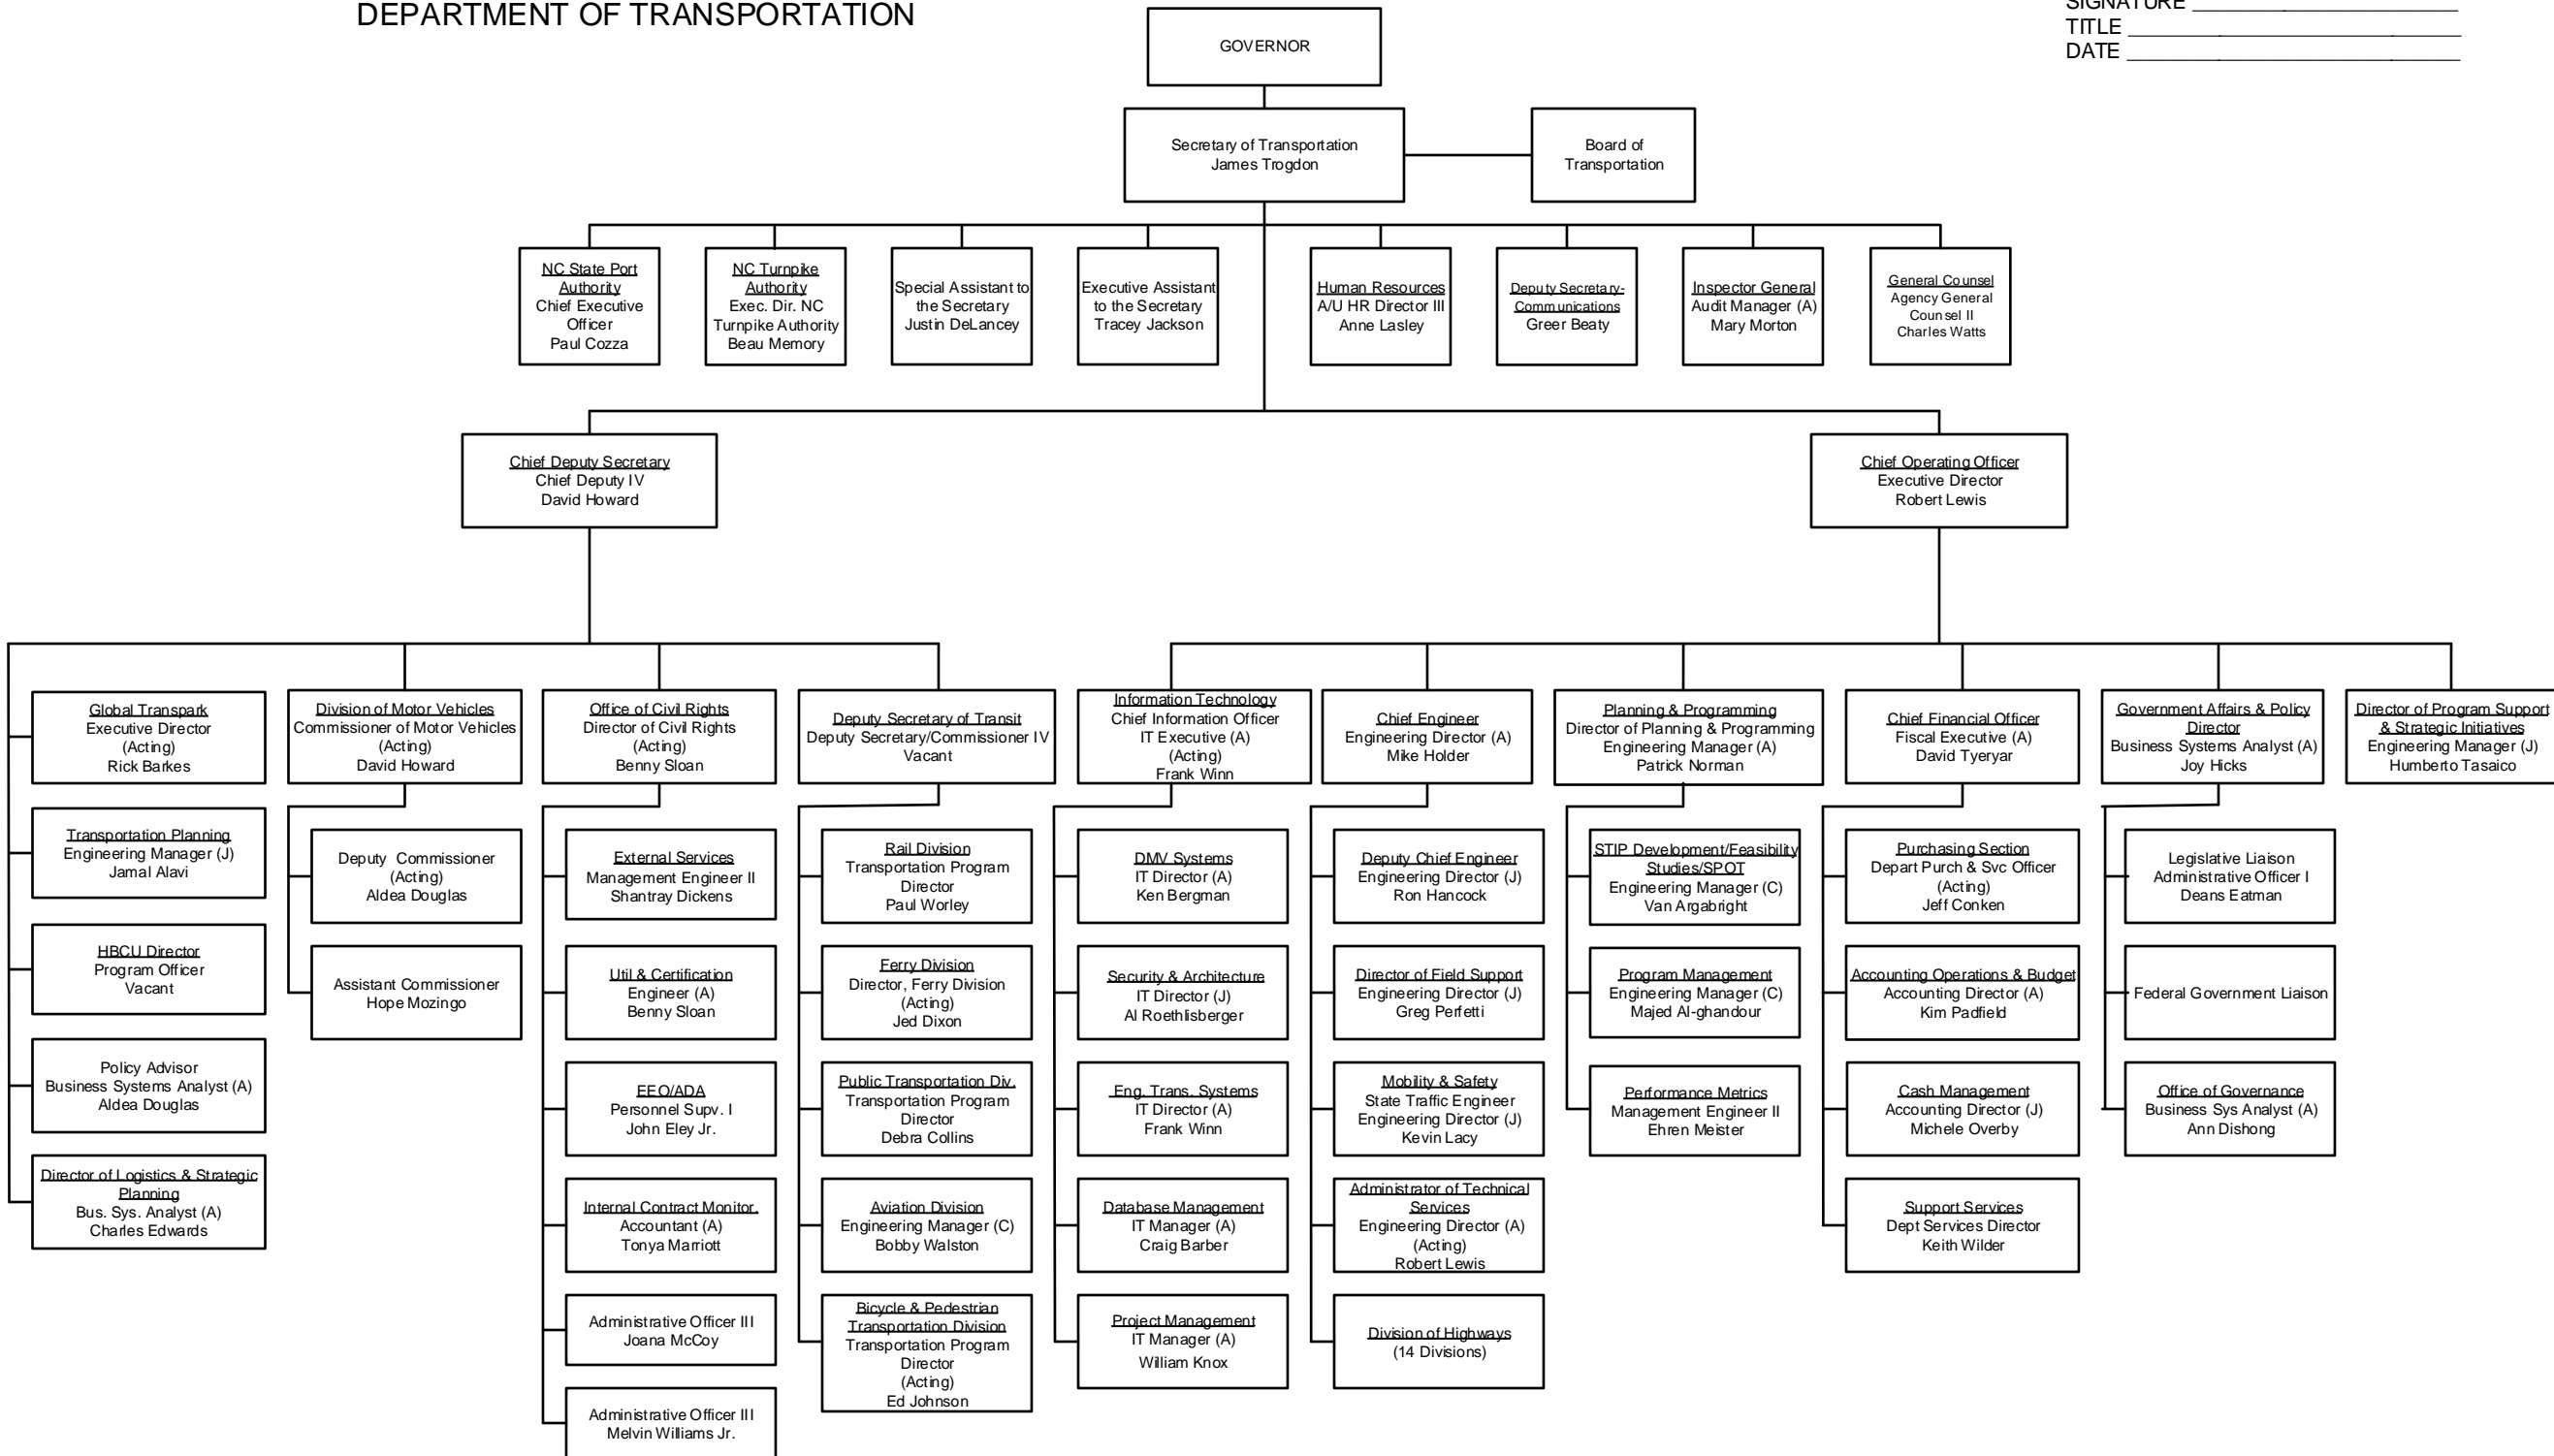 DEPARTMENT OF TRANSPORTATION
SIGNATURE
TITLE
DATE
GOVERNOR
Secretary of Transportation
James Trogdon
Board of
Transportation
NC State Port
Authority
Chief Executive
Officer
Paul Cozza
NC Turnpike
Authority
Exec. Dir. NC
Turnpike Authority
Beau Memory
Special Assistant to
the Secretary
Justin DeLancey
Executive Assistant
to the Secretary
Tracey Jackson
Human Resources
A/U HR Director III
Anne Lasley
Deputy Secretary-
Communications
Greer Beaty
Inspector General
Audit Manager (A)
Mary Morton
General Counsel
Agency General
Counsel II
Charles Watts
Chief Deputy Secretary
Chief Deputy IV
David Howard
Chief Operating Officer
Executive Director
Robert Lewis
Global Transpark
Executive Director
(Acting)
Rick Barkes
Transportation Planning
Engineering Manager (J)
Jamal Alavi
HBCU Director
Program Officer
Vacant
Policy Advisor
Business Systems Analyst (A)
Aldea Douglas
Director of Logistics & Strategic
Planning
Bus. Sys. Analyst (A)
Charles Edwards
Division of Motor Vehicles
Commissioner of Motor Vehicles
(Acting)
David Howard
Deputy Commissioner
(Acting)
Aldea Douglas
Assistant Commissioner
Hope Mozingo
Office of Civil Rights
Director of Civil Rights
(Acting)
Benny Sloan
External Services
Management Engineer II
Shantray Dickens
Util & Certification
Engineer (A)
Benny Sloan
EEO/ADA
Personnel Supv. I
John Eley Jr.
Internal Contract Monitor.
Accountant (A)
Tonya Marriott
Administrative Officer III
Joana McCoy
Administrative Officer III
Melvin Williams Jr.
Deputy Secretary of Transit
Deputy Secretary/Commissioner IV
Vacant
Rail Division
Transportation Program
Director
Paul Worley
Ferry Division
Director, Ferry Division
(Acting)
Jed Dixon
Public Transportation Div.
Transportation Program
Director
Debra Collins
Aviation Division
Engineering Manager (C)
Bobby Walston
Bicycle & Pedestrian
Transportation Division
Transportation Program
Director
(Acting)
Ed Johnson
Information Technology
Chief Information Officer
IT Executive (A)
(Acting)
Frank Winn
DMV Systems
IT Director (A)
Ken Bergman
Security & Architecture
IT Director (J)
Al Roethlisberger
Eng. Trans. Systems
IT Director (A)
Frank Winn
Database Management
IT Manager (A)
Craig Barber
Project Management
IT Manager (A)
William Knox
Chief Engineer
Engineering Director (A)
Mike Holder
Deputy Chief Engineer
Engineering Director (J)
Ron Hancock
Director of Field Support
Engineering Director (J)
Greg Perfetti
Mobility & Safety
State Traffic Engineer
Engineering Director (J)
Kevin Lacy
Administrator of Technical
Services
Engineering Director (A)
(Acting)
Robert Lewis
Division of Highways
(14 Divisions)
Planning & Programming
Director of Planning & Programming
Engineering Manager (A)
Patrick Norman
STIP Development/Feasibility
Studies/SPOT
Engineering Manager (C)
Van Argabright
Program Management
Engineering Manager (C)
Majed Al-ghandour
Performance Metrics
Management Engineer II
Ehren Meister
Chief Financial Officer
Fiscal Executive (A)
David Tyeryar
Purchasing Section
Depart Purch & Svc Officer
(Acting)
Jeff Conken
Accounting Operations & Budget
Accounting Director (A)
Kim Padfield
Cash Management
Accounting Director (J)
Michele Overby
Support Services
Dept Services Director
Keith Wilder
Government Affairs & Policy
Director
Business Systems Analyst (A)
Joy Hicks
Legislative Liaison
Administrative Officer I
Deans Eatman
Federal Government Liaison
Office of Governance
Business Sys Analyst (A)
Ann Dishong
Director of Program Support
& Strategic Initiatives
Engineering Manager (J)
Humberto Tasaico